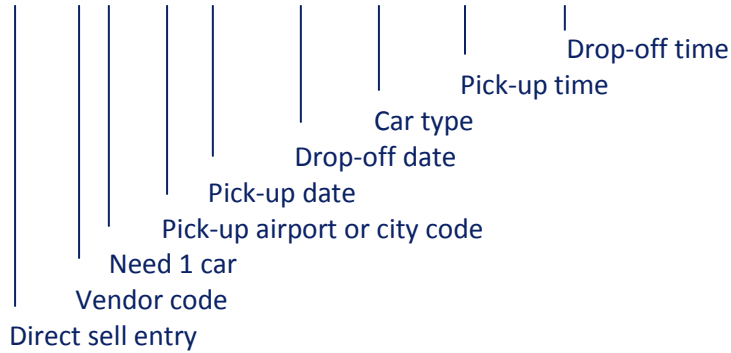 Drop-off time
Pick-up time
Car type
Drop-off date
Pick-up date
Pick-up airport or city code
Need 1 car
Vendor code
Direct sell entry